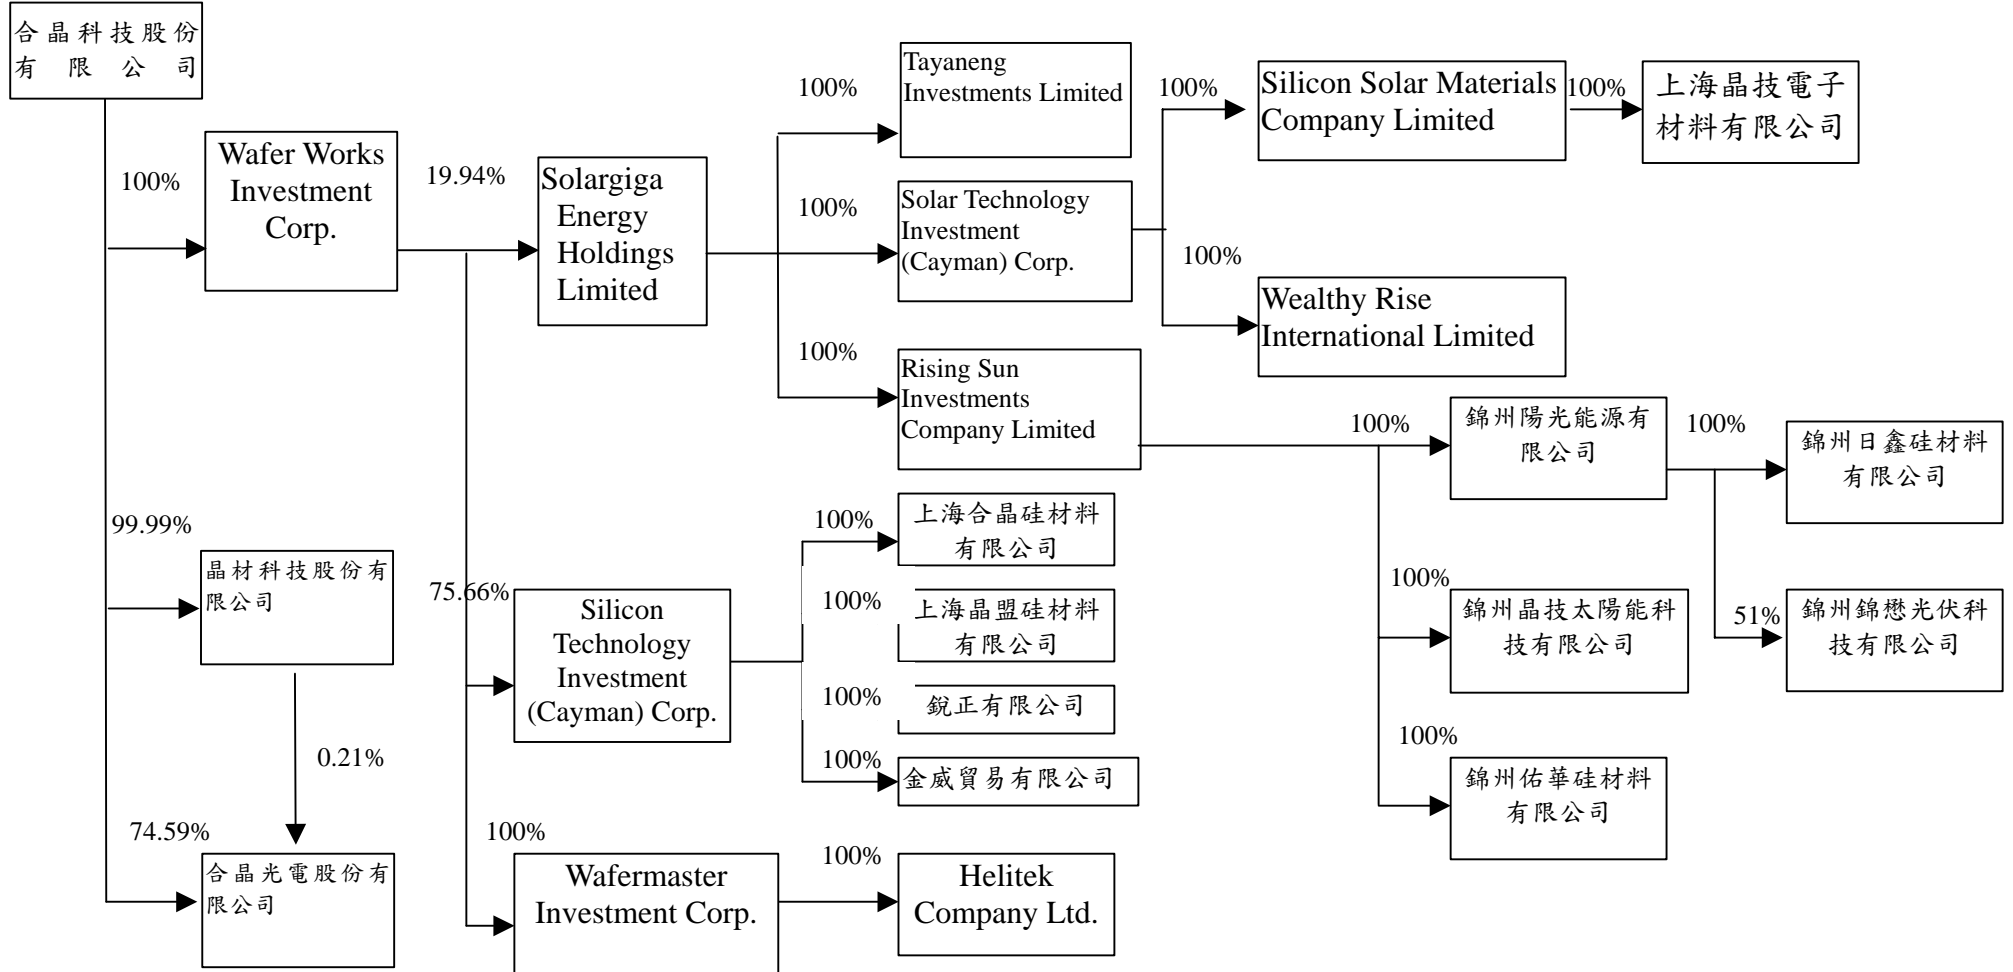 合晶科技股份
有限公司
100%
Wafer Works
Investment
Corp.
19.94%
Solargiga
Energy
Holdings
Limited
100%
Tayaneng
Investments Limited
100%
Solar Technology
Investment
(Cayman) Corp.
100%
Silicon Solar Materials
Company Limited
100%
上海晶技電子
材料有限公司
100%
Wealthy Rise
International Limited
100%
Rising Sun
Investments
Company Limited
100%
錦州陽光能源有
限公司
100%
錦州日鑫硅材料
有限公司
51%
錦州錦懋光伏科
技有限公司
100%
錦州晶技太陽能科
技有限公司
100%
錦州佑華硅材料
有限公司
75.66%
Silicon
Technology
Investment
(Cayman) Corp.
100%
上海合晶硅材料
有限公司
100%
上海晶盟硅材料
有限公司
100%
銳正有限公司
100%
金威貿易有限公司
100%
Wafermaster
Investment Corp.
100%
Helitek
Company Ltd.
99.99%
晶材科技股份有
限公司
0.21%
74.59%
合晶光電股份有
限公司